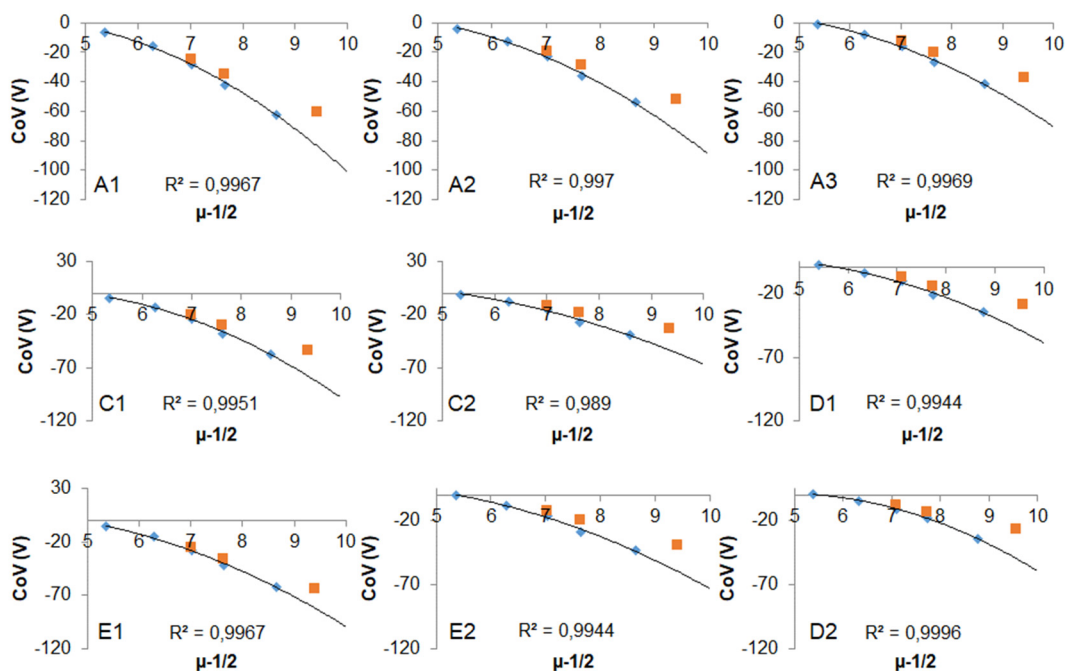 5 6 7 8 9 10
0
-20
-40
-60
-80
-100
-120
CoV (V)
A1 R² = 0,9967
μ-1/2
5 6 7 8 9 10
0
-20
-40
-60
-80
-100
-120
CoV (V)
A2 R² = 0,997
μ-1/2
5 6 7 8 9 10
0
-20
-40
-60
-80
-100
-120
CoV (V)
A3 R² = 0,9969
μ-1/2
30
-20
-70
-120
5 6 7 8 9 10
CoV (V)
C1 R² = 0,9951
μ-1/2
30
-20
-70
-120
5 6 7 8 9 10
CoV (V)
C2 R² = 0,989
μ-1/2
5 6 7 8 9 10
-20
-70
-120
CoV (V)
D1 R² = 0,9944
μ-1/2
30
-20
-70
-120
5 6 7 8 9 10
CoV (V)
E1 R² = 0,9967
μ-1/2
5 6 7 8 9 10
-20
-70
-120
CoV (V)
E2 R² = 0,9944
μ-1/2
5 6 7 8 9 10
-20
-70
-120
CoV (V)
D2 R² = 0,9996
μ-1/2